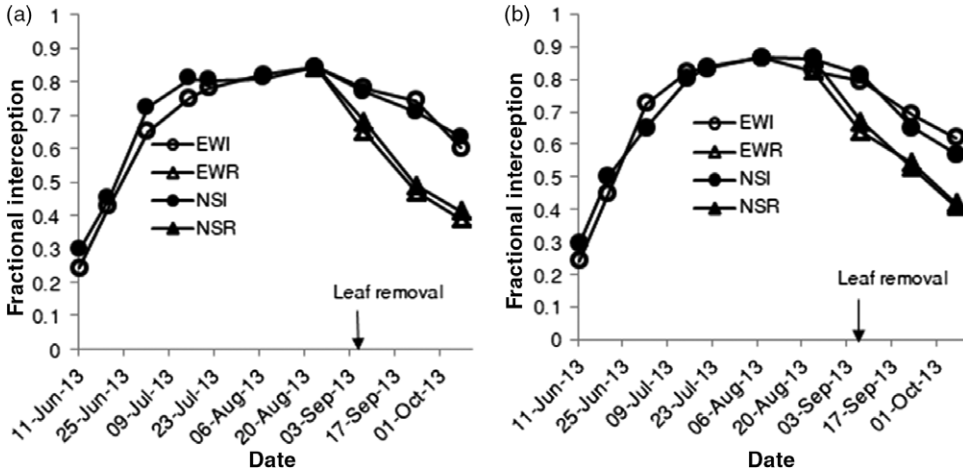 (a)
Fractional interception
1
0.9
0.8
0.7
0.6
0.5
0.4
0.3
0.2
0.1
0
EWI
EWR
NSI
NSR
Leaf removal
11-Jun-13
25-Jun-13
09-Jul-13
23-Jul-13
06-Aug-13
20-Aug-13
03-Sep-13
17-Sep-13
01-Oct-13
Date
(b)
Fractional interception
1
0.9
0.8
0.7
0.6
0.5
0.4
0.3
0.2
0.1
0
EWI
EWR
NSI
NSR
Leaf removal
11-Jun-13
25-Jun-13
09-Jul-13
23-Jul-13
06-Aug-13
20-Aug-13
03-Sep-13
17-Sep-13
01-Oct-13
Date